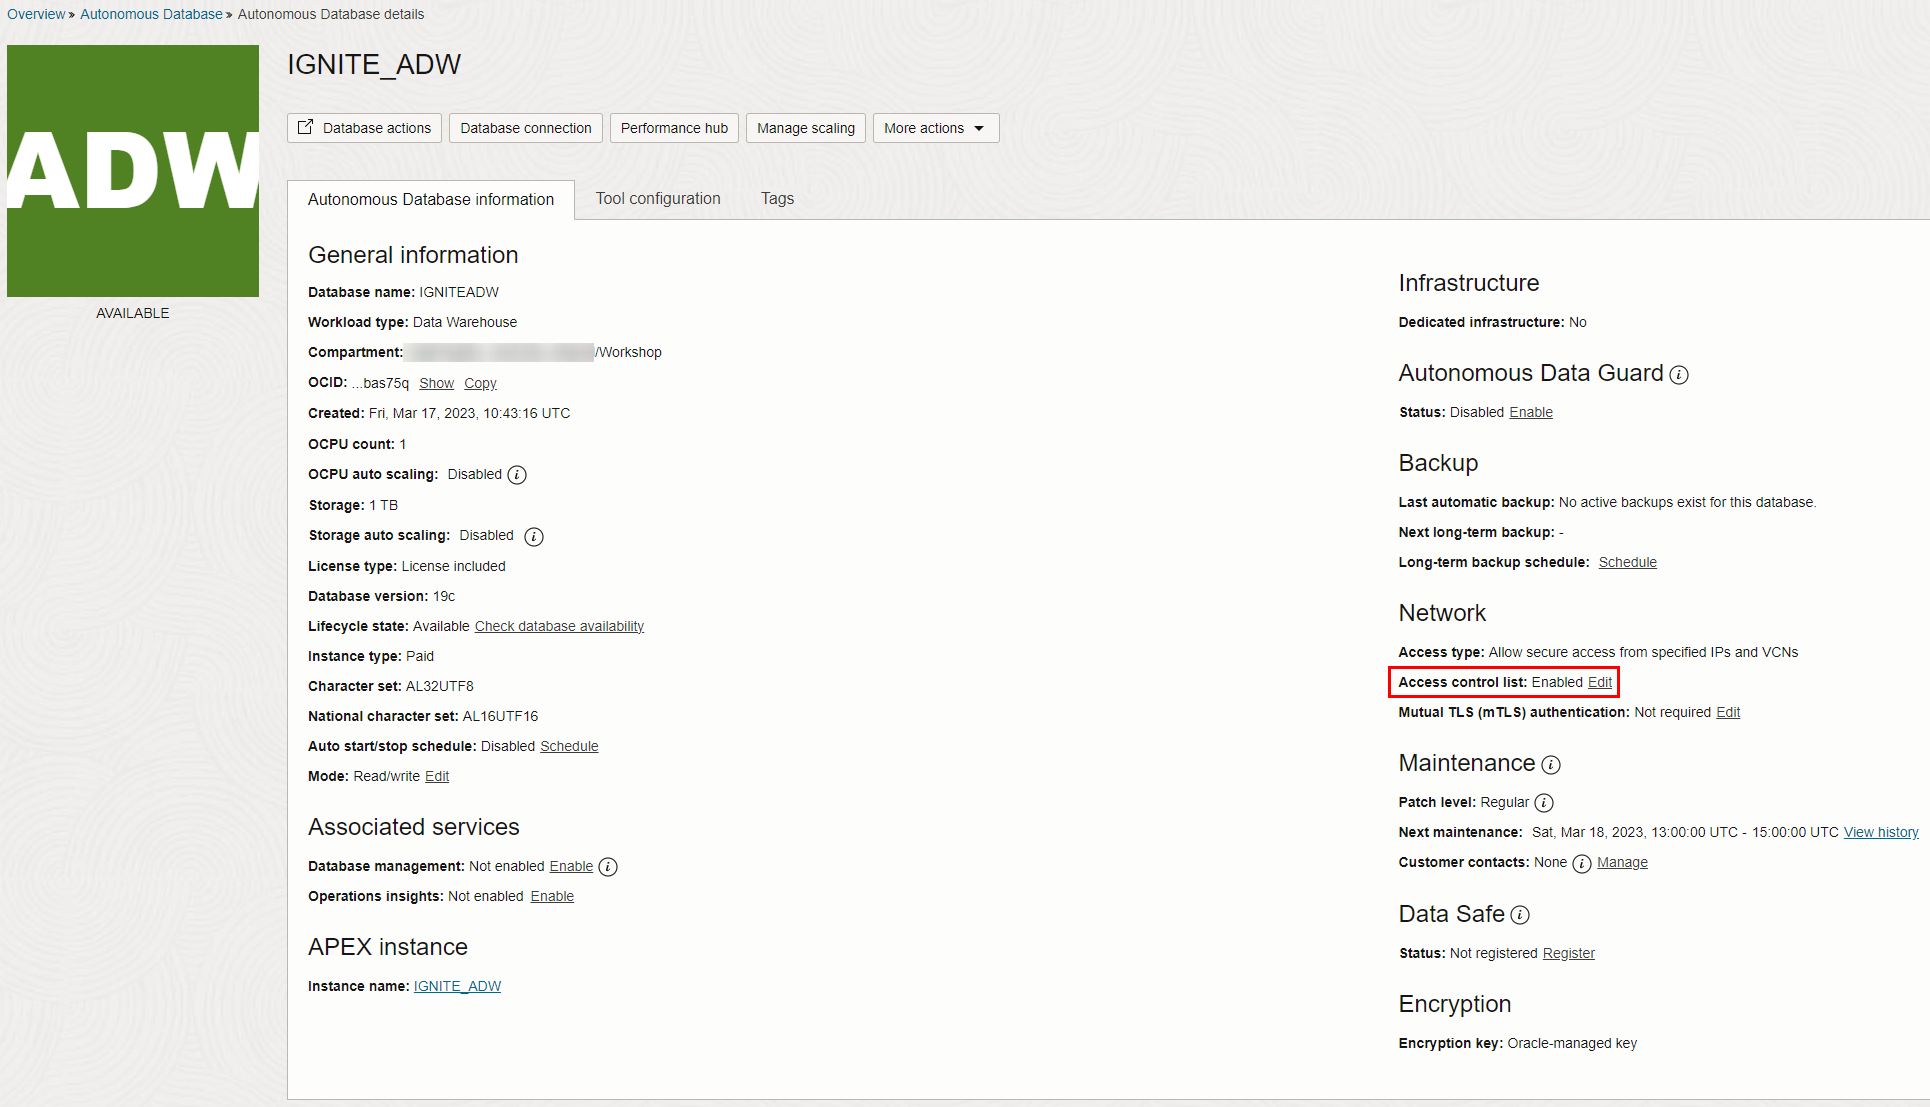 Overview » Autonomous Database » Autonomous Database details
ADW
AVAILABLE
IGNITE_ADW
Database actions
Database connection
Performance hub
Manage scaling
More actions
Autonomous Database information
Tool configuration
Tags
General information
Database name: IGNITEADW
Workload type: Data Warehouse
Compartment: /Workshop
OCID: ...bas75q Show Copy
Created: Fri, Mar 17, 2023, 10:43:16 UTC
OCPU count: 1
OCPU auto scaling: Disabled i
Storage: 1 TB
Storage auto scaling: Disabled i
License type: License included
Database version: 19c
Lifecycle state: Available Check database availability
Instance type: Paid
Character set: AL32UTF8
National character set: AL16UTF16
Auto start/stop schedule: Disabled Schedule
Mode: Read/write Edit
Associated services
Database management: Not enabled Enable i
Operations insights: Not enabled Enable
APEX instance
Instance name: IGNITE_ADW
Infrastructure
Dedicated infrastructure: No
Autonomous Data Guard i
Status: Disabled Enable
Backup
Last automatic backup: No active backups exist for this database.
Next long-term backup: -
Long-term backup schedule: Schedule
Network
Access type: Allow secure access from specified IPs and VCNs
Access control list: Enabled Edit
Mutual TLS (mTLS) authentication: Not required Edit
Maintenance i
Patch level: Regular i
Next maintenance: Sat, Mar 18, 2023, 13:00:00 UTC - 15:00:00 UTC View history
Customer contacts: None i Manage
Data Safe i
Status: Not registered Register
Encryption
Encryption key: Oracle-managed key